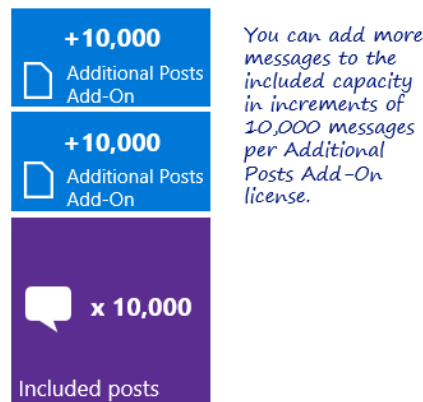 +10,000
Additional Posts
Add-On
+10,000
Additional Posts
Add-On
x 10,000
Included posts
You can add more
messages to the
included capacity
in increments of
10,000 messages
per Additional
Posts Add-On
license.